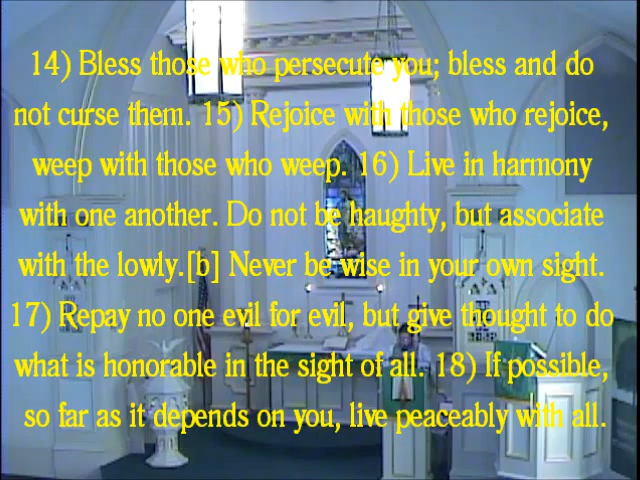 14) Bless those who persecute you; bless and do
not curse them. 15) Rejoice with those who rejoice,
weep with those who weep. 16) Live in harmony
with one another. Do not be haughty, but associate
with the lowly.[b] Never be wise in your own sight.
17) Repay no one evil for evil, but give thought to do
what is honorable in the sight of all. 18) If possible,
so far as it depends on you, live peaceably with all.